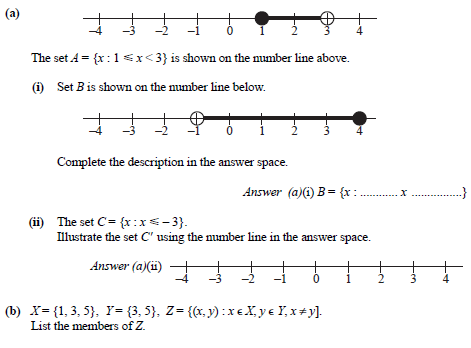 (a)
-4 -3 -2 -1 0 1 2 3 4
The set A = {x : 1 ⩽ x < 3} is shown on the number line above.
(i) Set B is shown on the number line below.
-4 -3 -2 -1 0 1 2 3 4
Complete the description in the answer space.
Answer (a)(i) B = {x : ............. x ................}
(ii) The set C = {x : x ⩽ – 3}.
Illustrate the set C′ using the number line in the answer space.
Answer (a)(ii)
-4 -3 -2 -1 0 1 2 3 4
(b) X = {1, 3, 5}, Y = {3, 5}, Z = {(x, y) : x ϵ X, y ϵ Y, x ≠ y].
List the members of Z.